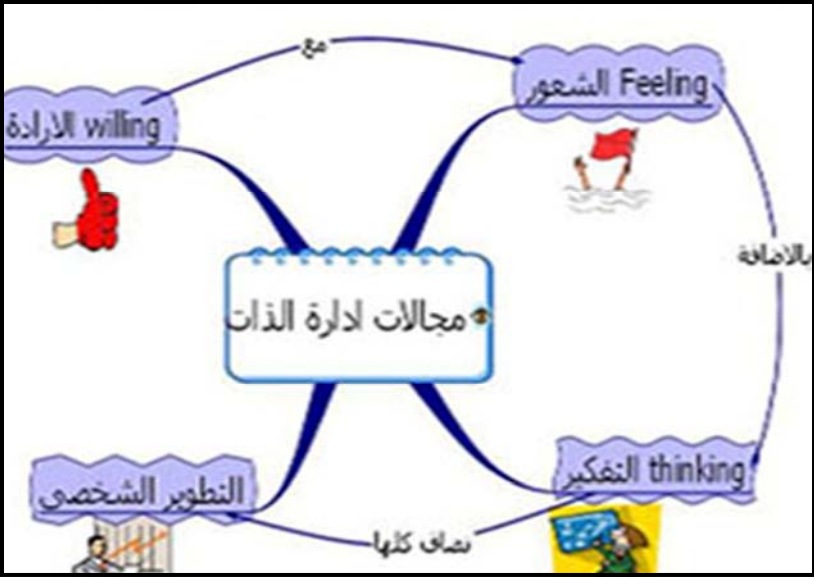 مع
الشعور Feeling
الارادة willing
بالاضافة
مجالات ادارة الذات
التفكير thinking
التطوير الشخصي
تضاف كلها